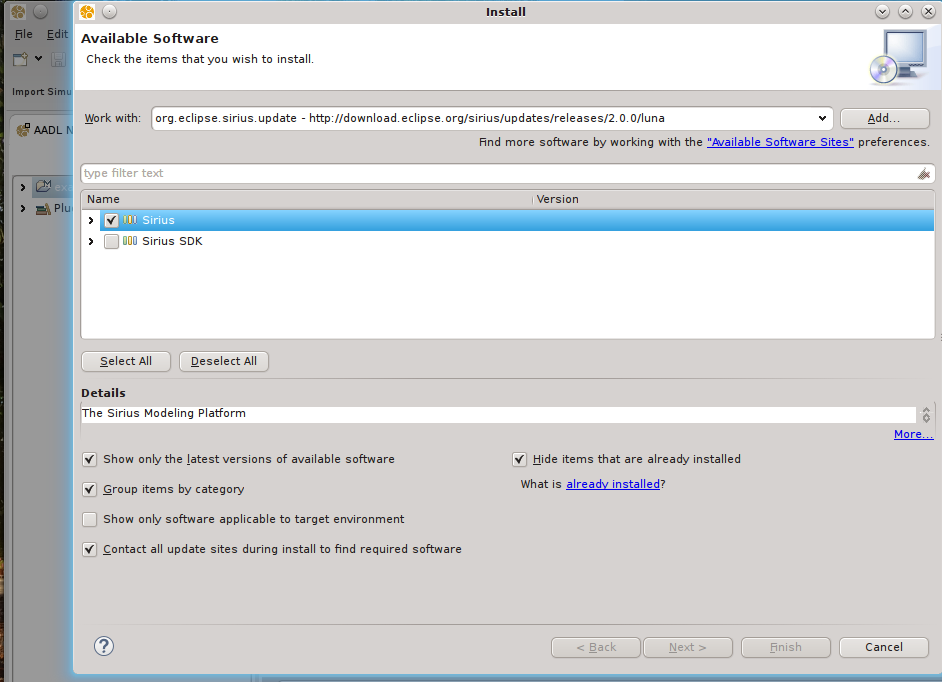 Install
File Edit
Available Software
Check the items that you wish to install.
Import Simu
Work with: org.eclipse.sirius.update - http://download.eclipse.org/sirius/updates/releases/2.0.0/luna Add...
AADL N
Find more software by working with the "Available Software Sites" preferences.
type filter text
exa
Plu
Name Version
Sirius
Sirius SDK
Select All Deselect All
Details
The Sirius Modeling Platform
More...
Show only the latest versions of available software Hide items that are already installed
Group items by category What is already installed?
Show only software applicable to target environment
Contact all update sites during install to find required software
< Back Next > Finish Cancel